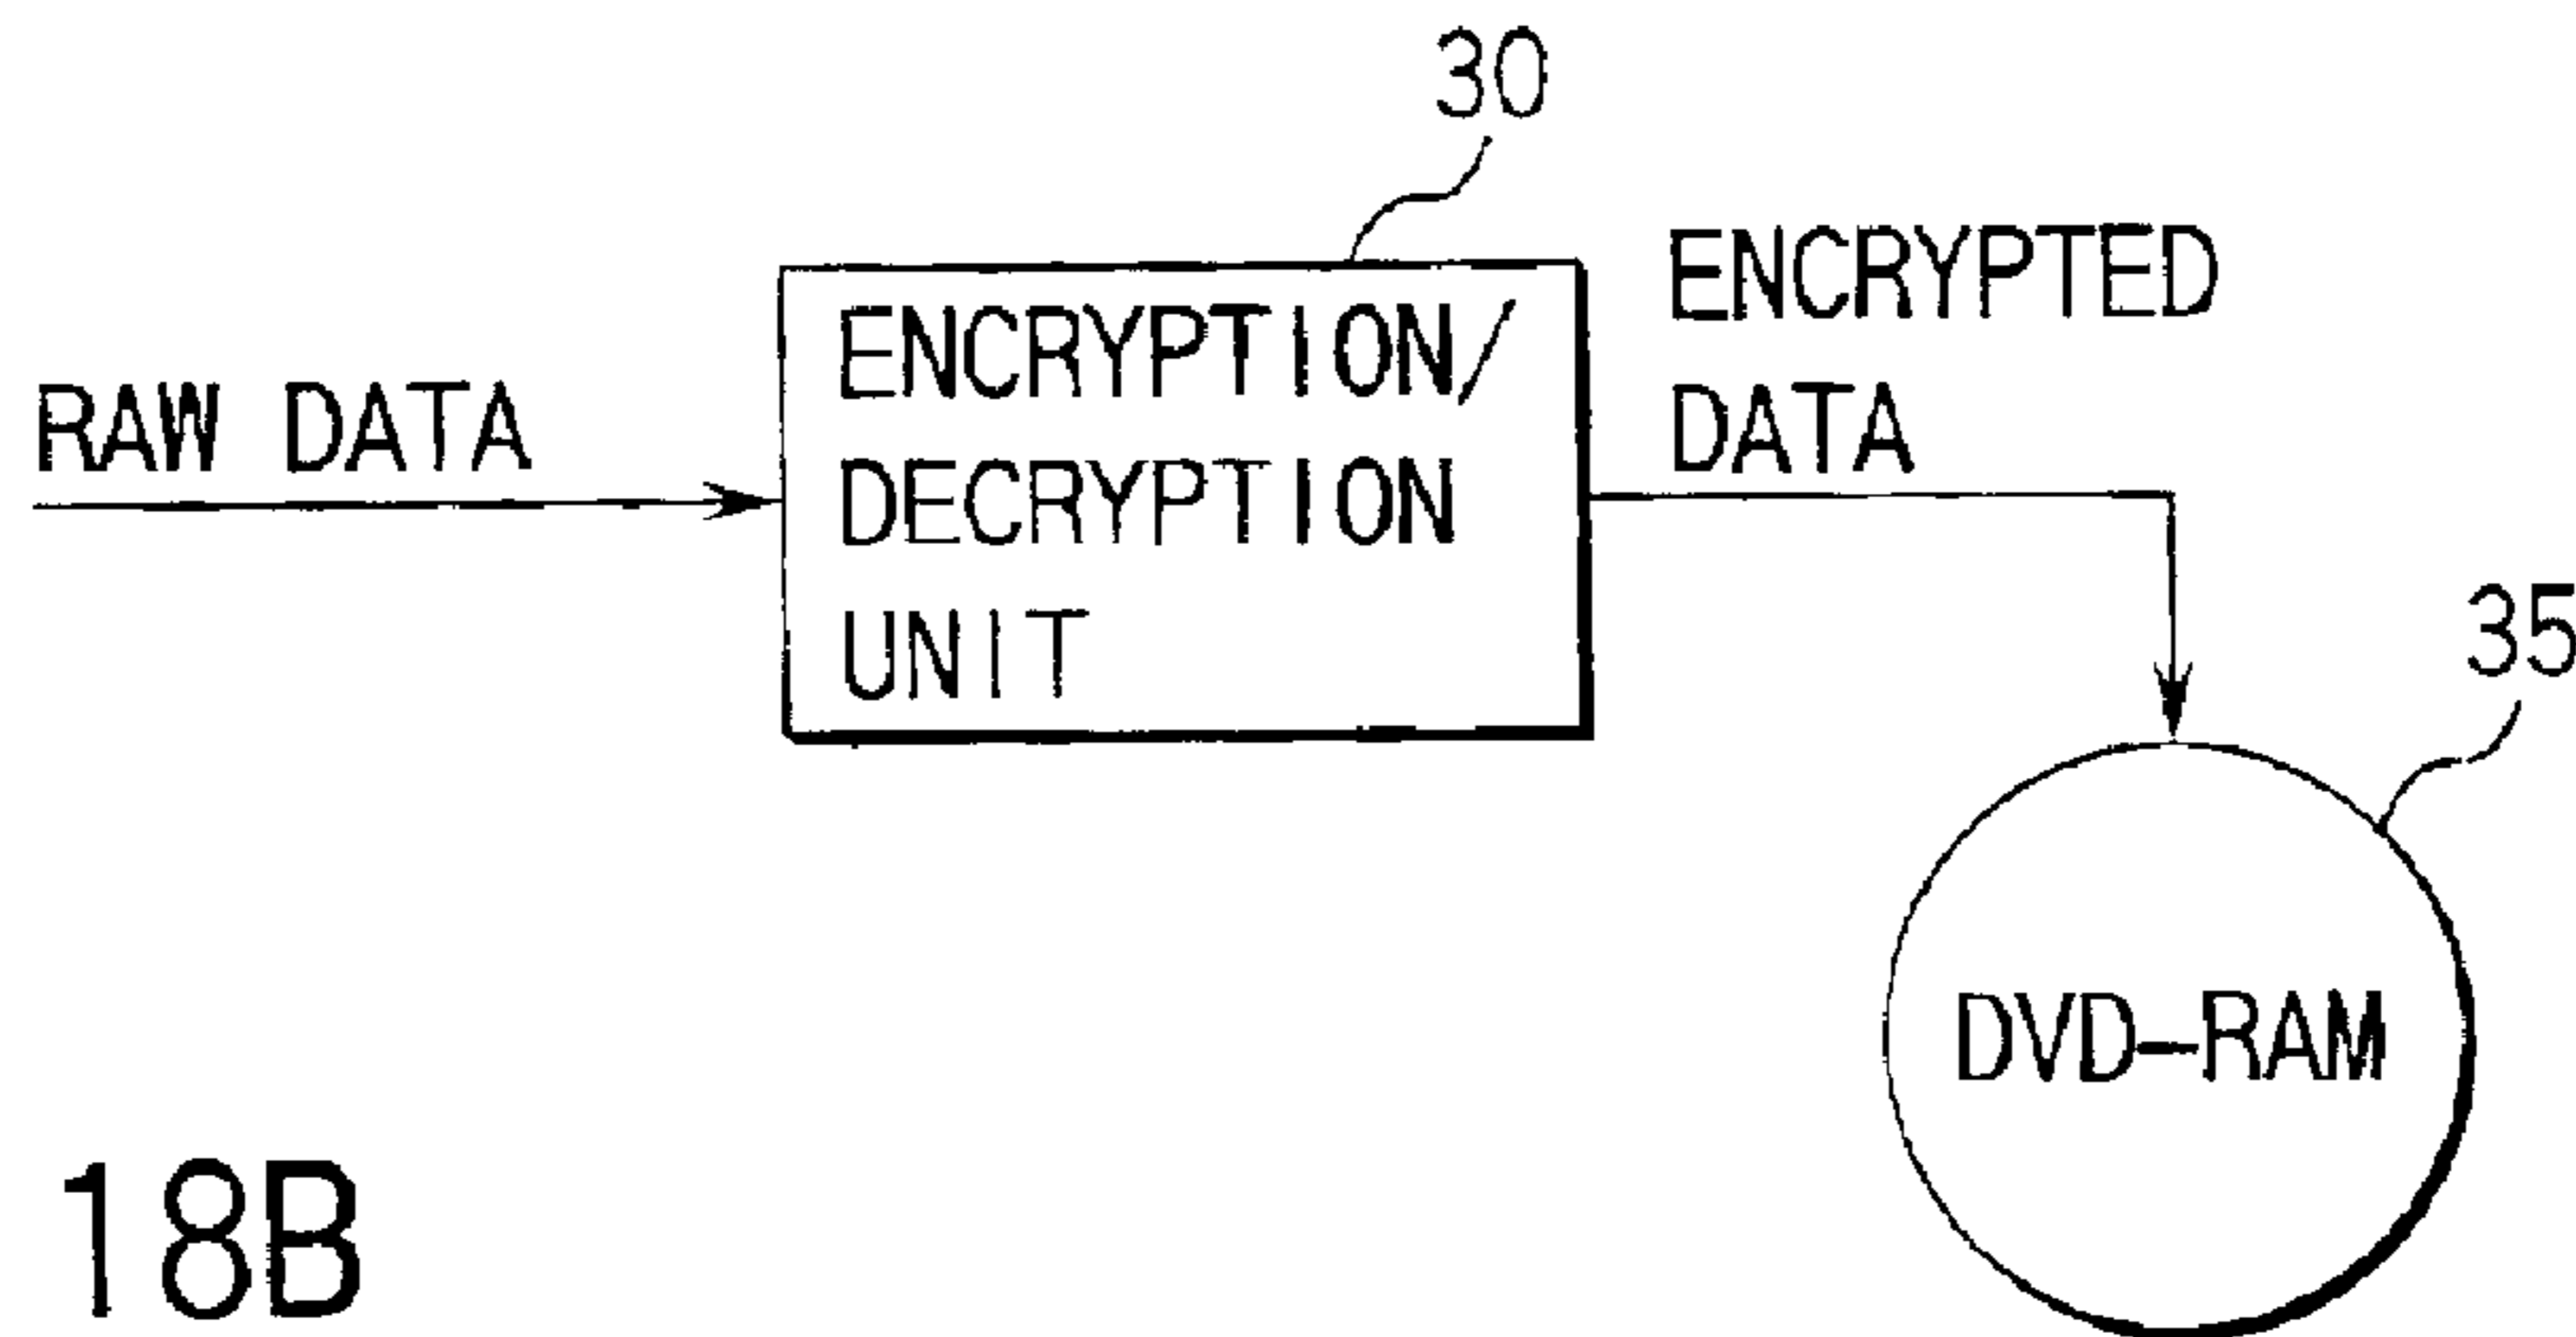 30
ENCRYPTED
ENCRYPTION/
RAW DATA
DATA
DECRYPTION
UNIT
35
DVD-RAM
18B